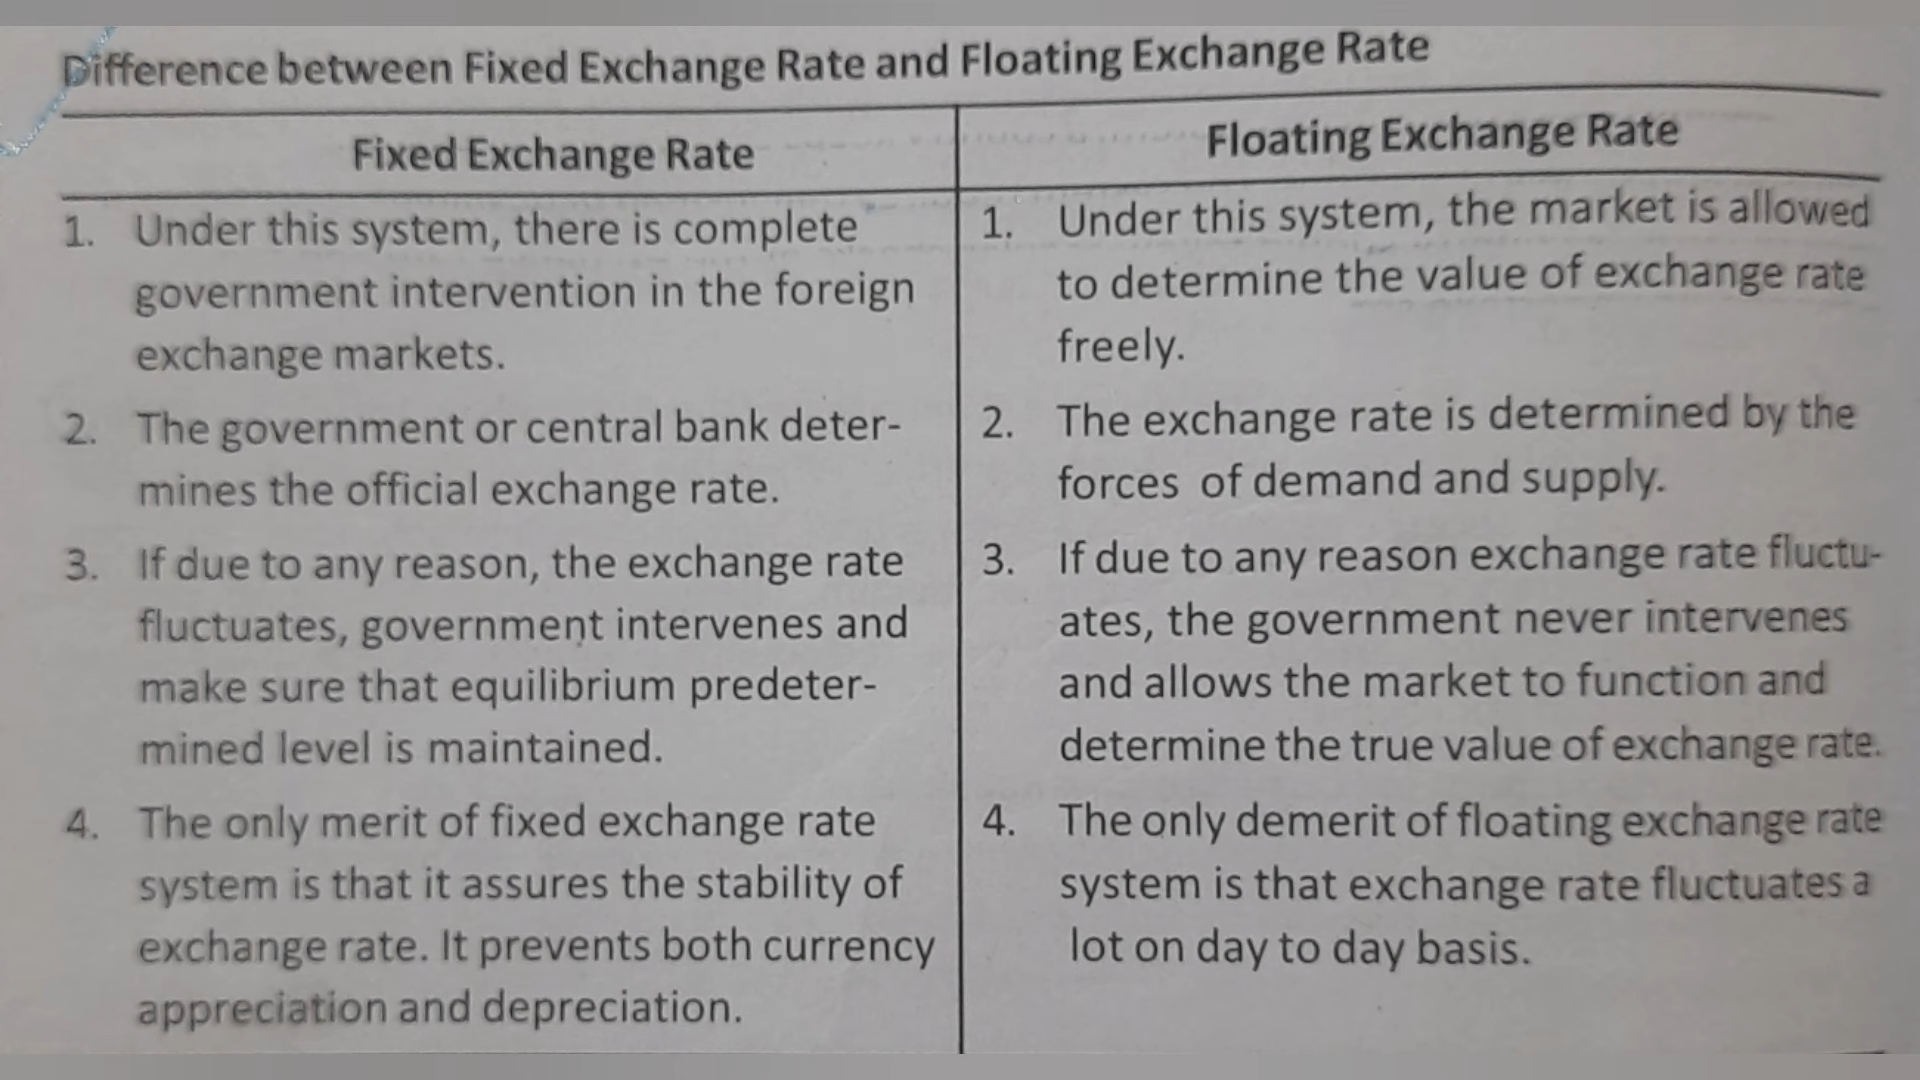 Difference between Fixed Exchange Rate and Floating Exchange Rate
Fixed Exchange Rate
1. Under this system, there is complete
government intervention in the foreign
exchange markets.
2. The government or central bank deter-
mines the official exchange rate.
3. If due to any reason, the exchange rate
fluctuates, government intervenes and
make sure that equilibrium predeter-
mined level is maintained.
4. The only merit of fixed exchange rate
system is that it assures the stability of
exchange rate. It prevents both currency
appreciation and depreciation.
Floating Exchange Rate
1. Under this system, the market is allowed
to determine the value of exchange rate
freely.
2. The exchange rate is determined by the
forces of demand and supply.
3. If due to any reason exchange rate fluctu-
ates, the government never intervenes
and allows the market to function and
determine the true value of exchange rate.
4. The only demerit of floating exchange rate
system is that exchange rate fluctuates a
lot on day to day basis.